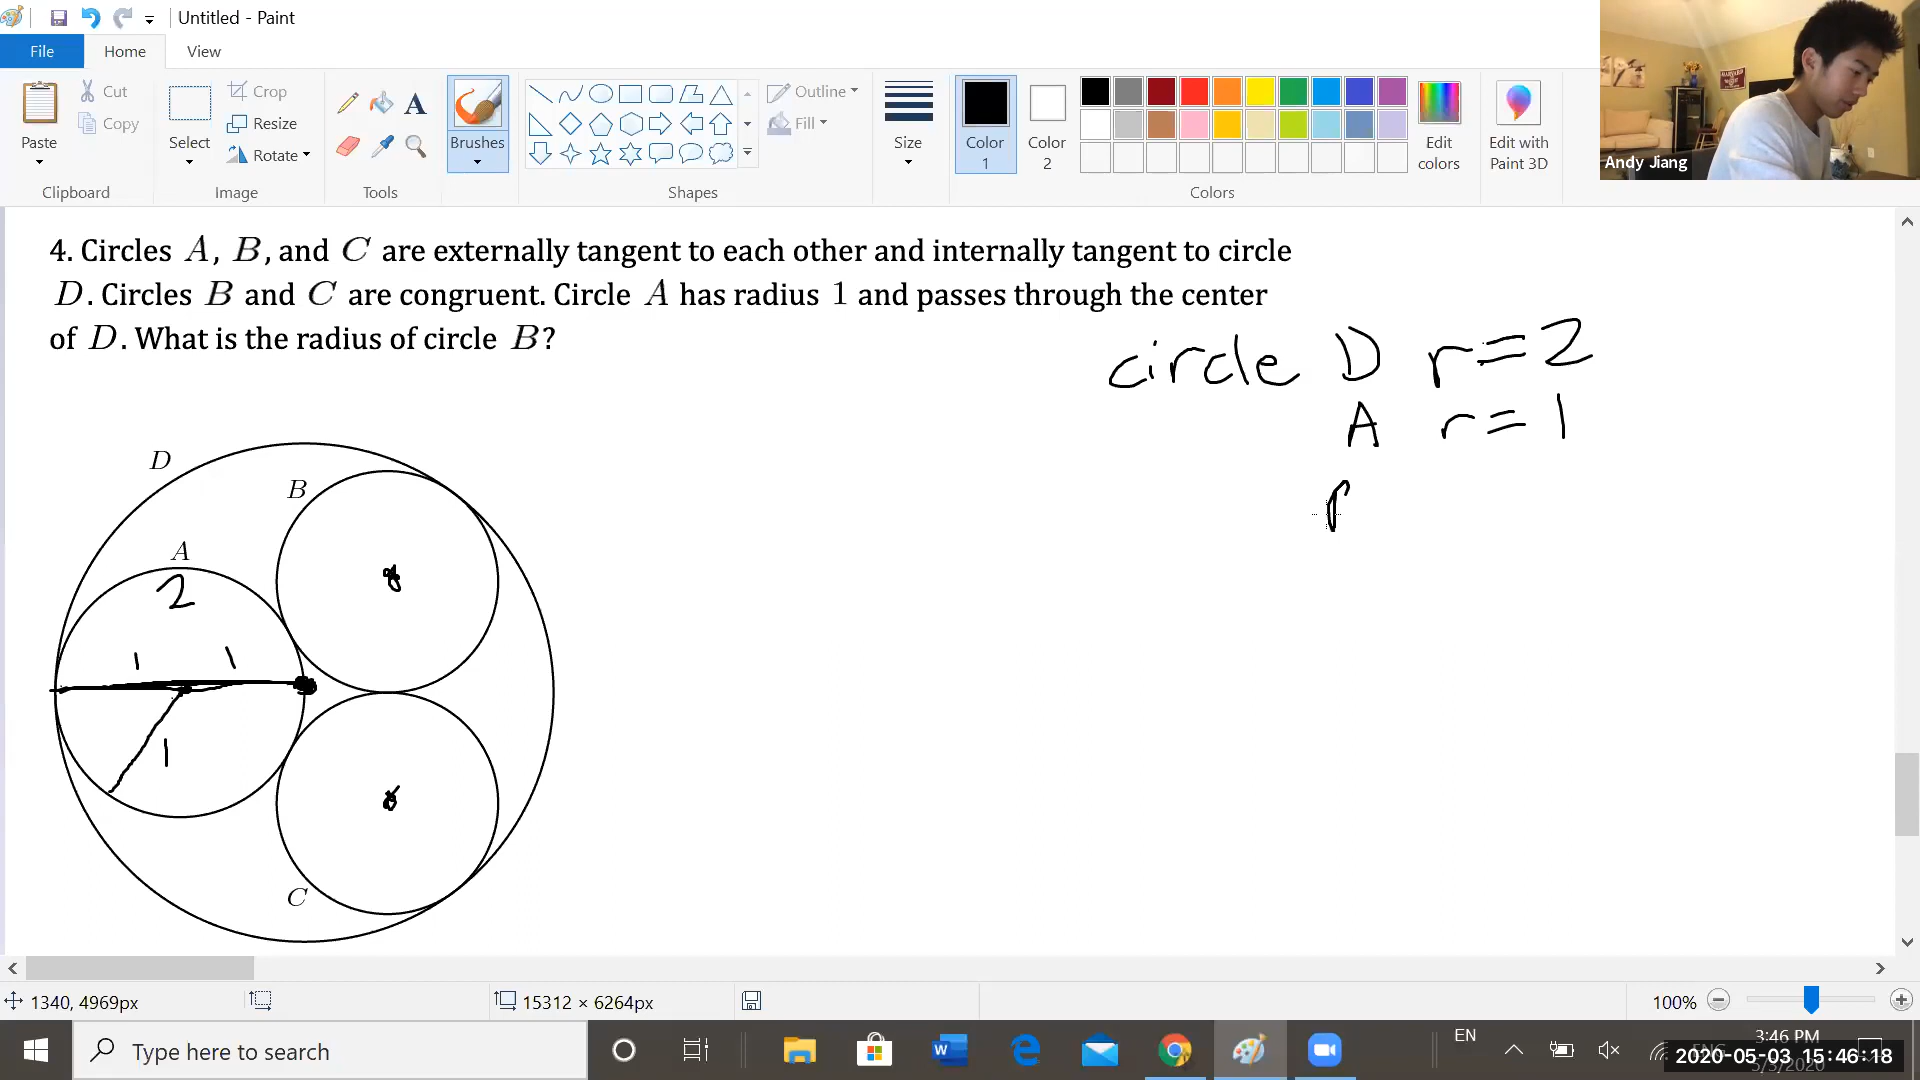 Untitled - Paint
File Home View
Paste
Cut
Copy
Clipboard
Select
Crop
Resize
Rotate
Image
Tools
Brushes
Shapes
Outline
Fill
Size
Color 1
Color 2
Colors
Edit colors
Edit with Paint 3D
Andy Jiang
4. Circles A, B, and C are externally tangent to each other and internally tangent to circle
D. Circles B and C are congruent. Circle A has radius 1 and passes through the center
of D. What is the radius of circle B?
circle D r=2
A r=1
D
B
A
2
1 1
1
C
1340, 4969px
15312 × 6264px
100%
Type here to search
EN
3:46 PM
2020-05-03 15:46:18